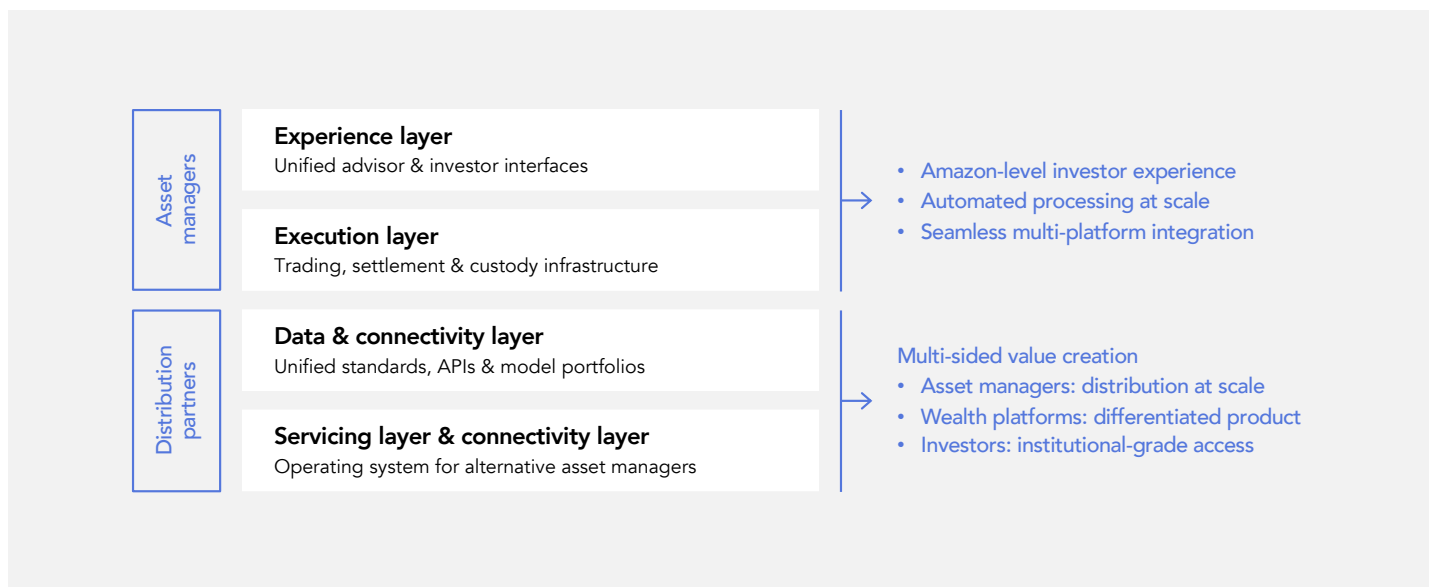 Asset
managers
Experience layer
Unified advisor & investor interfaces
Execution layer
Trading, settlement & custody infrastructure
• Amazon-level investor experience
• Automated processing at scale
• Seamless multi-platform integration
Distribution
partners
Data & connectivity layer
Unified standards, APIs & model portfolios
Servicing layer & connectivity layer
Operating system for alternative asset managers
Multi-sided value creation
• Asset managers: distribution at scale
• Wealth platforms: differentiated product
• Investors: institutional-grade access